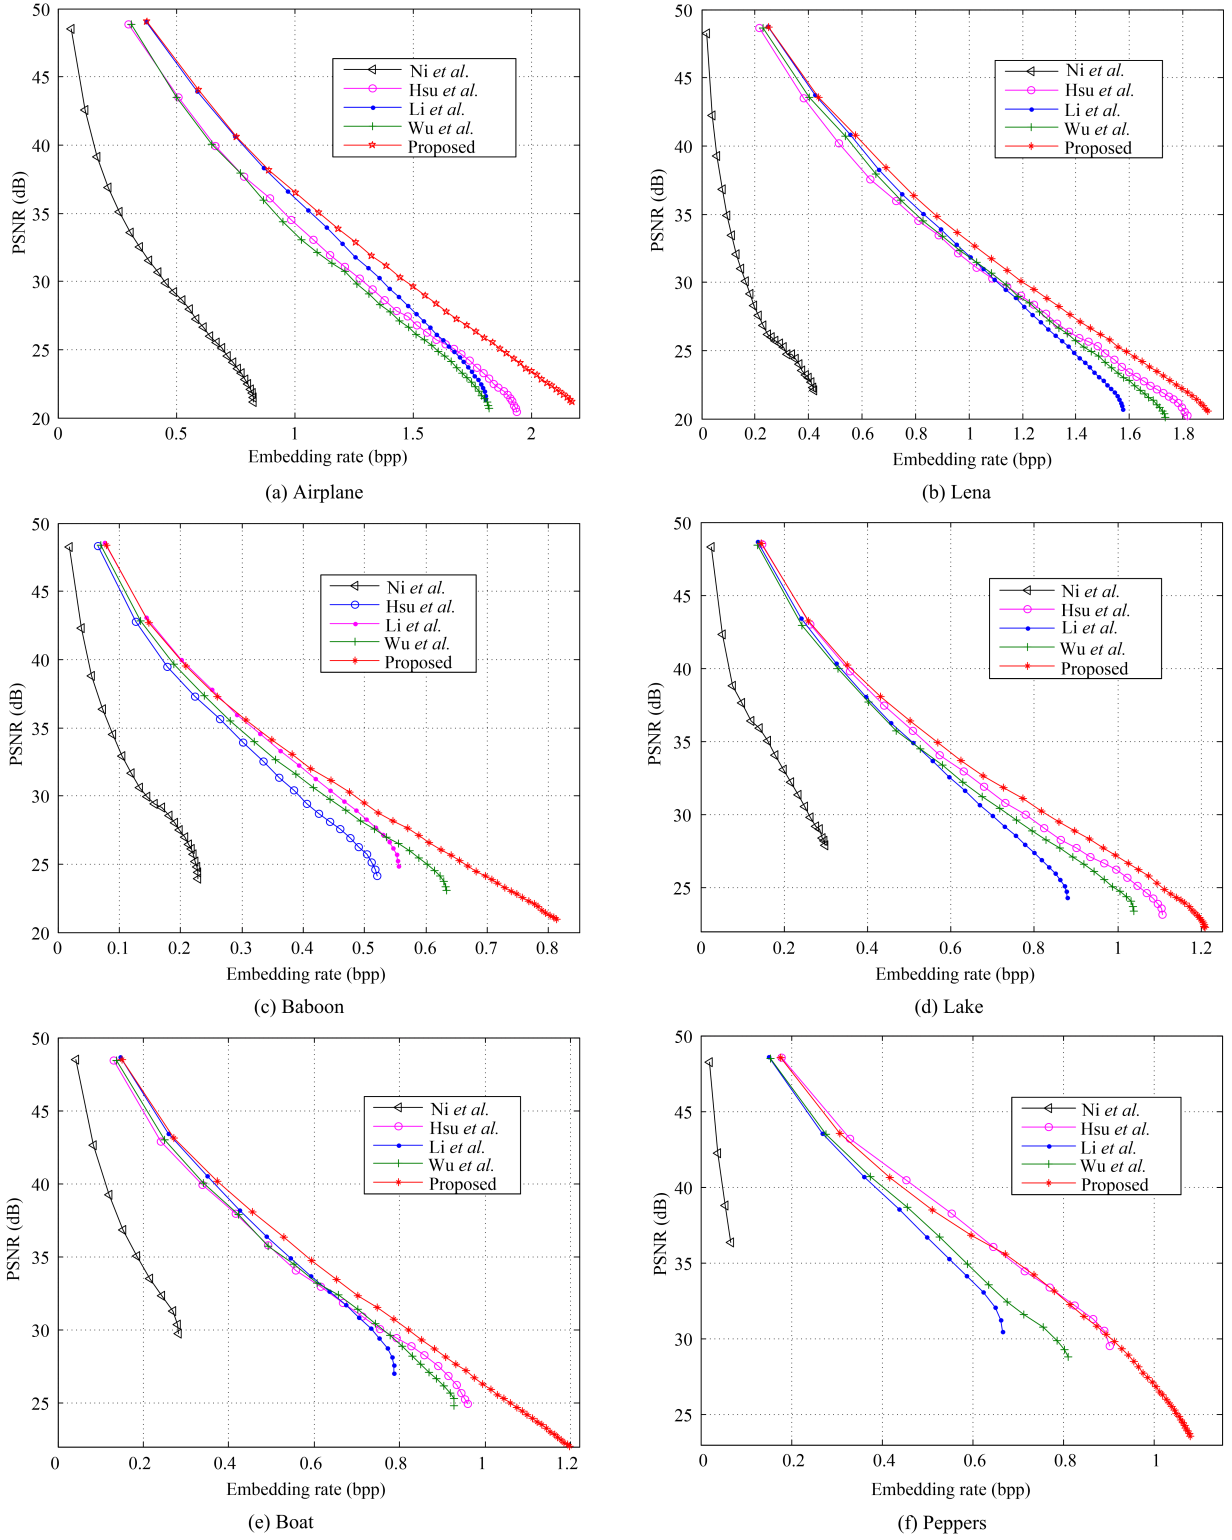 50
45
40
35
30
25
20
PSNR (dB)
Ni et al.
Hsu et al.
Li et al.
Wu et al.
Proposed
0 0.5 1 1.5 2
Embedding rate (bpp)
(a) Airplane
50
45
40
35
30
25
20
PSNR (dB)
Ni et al.
Hsu et al.
Li et al.
Wu et al.
Proposed
0 0.2 0.4 0.6 0.8 1 1.2 1.4 1.6 1.8
Embedding rate (bpp)
(b) Lena
50
45
40
35
30
25
20
PSNR (dB)
Ni et al.
Hsu et al.
Li et al.
Wu et al.
Proposed
0 0.1 0.2 0.3 0.4 0.5 0.6 0.7 0.8
Embedding rate (bpp)
(c) Baboon
50
45
40
35
30
25
PSNR (dB)
Ni et al.
Hsu et al.
Li et al.
Wu et al.
Proposed
0 0.2 0.4 0.6 0.8 1 1.2
Embedding rate (bpp)
(d) Lake
50
45
40
35
30
25
PSNR (dB)
Ni et al.
Hsu et al.
Li et al.
Wu et al.
Proposed
0 0.2 0.4 0.6 0.8 1 1.2
Embedding rate (bpp)
(e) Boat
50
45
40
35
30
25
PSNR (dB)
Ni et al.
Hsu et al.
Li et al.
Wu et al.
Proposed
0 0.2 0.4 0.6 0.8 1
Embedding rate (bpp)
(f) Peppers